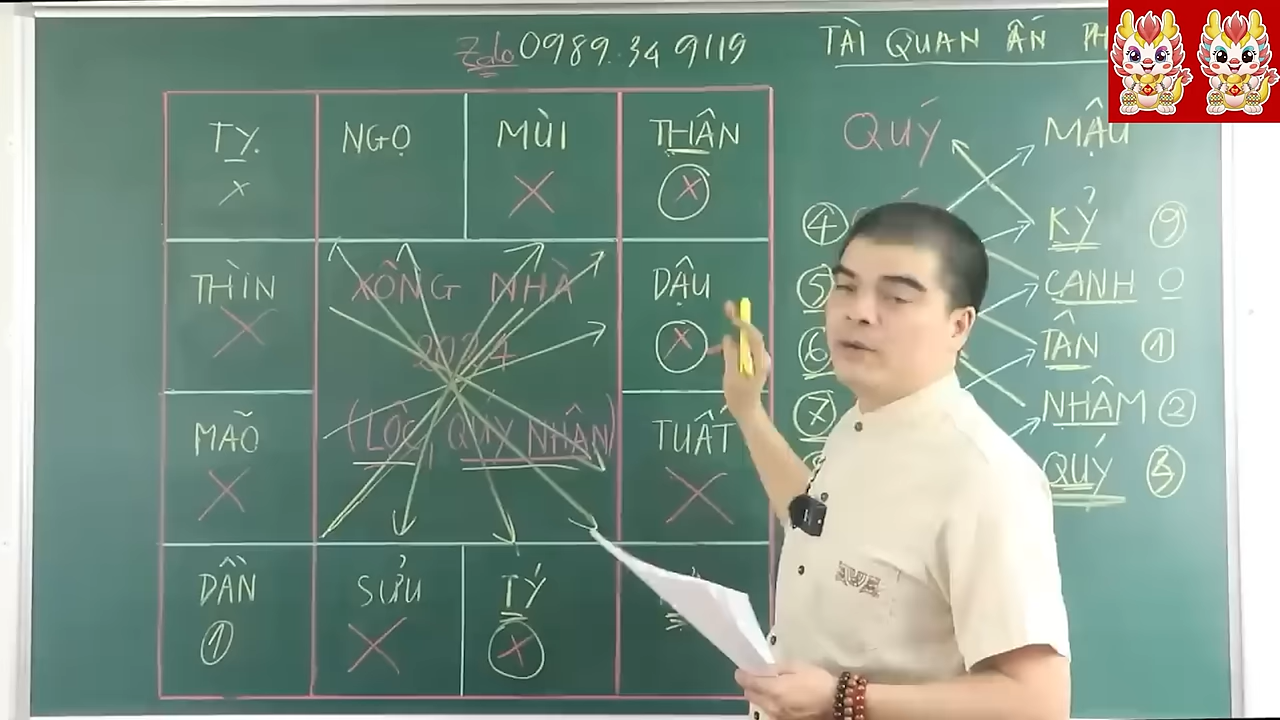 Zalo 0989.34 9119
TÀI QUAN ẤN
TỴ.
NGỌ
MÙI
THÂN
THÌN
XÔNG NHÀ
2024
(LỘC, QUÝ NHÂN)
DẬU
MÃO
TUẤT
DẦN
1
SỬU
TÝ
QUÝ
MẬU
4
KỶ 9
5
CANH 0
6
TÂN 1
7
NHÂM 2
QUÝ 3